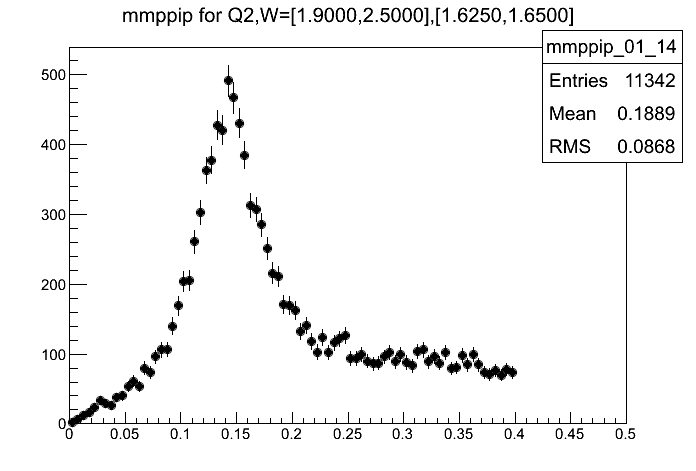 mmppip for Q2,W=[1.9000,2.5000],[1.6250,1.6500]
mmppip_01_14
Entries 11342
Mean 0.1889
RMS 0.0868
500
400
300
200
100
0
0 0.05 0.1 0.15 0.2 0.25 0.3 0.35 0.4 0.45 0.5